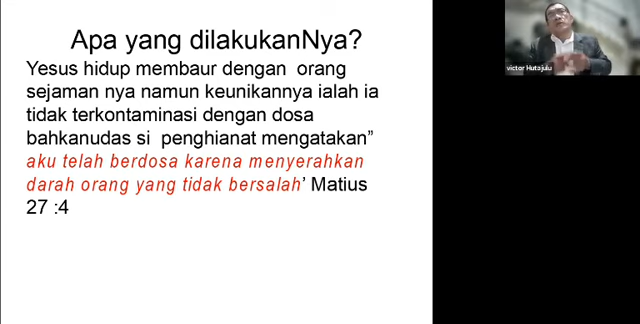 Apa yang dilakukanNya?
Yesus hidup membaur dengan orang
sejaman nya namun keunikannya ialah ia
tidak terkontaminasi dengan dosa
bahkanudas si penghianat mengatakan”
aku telah berdosa karena menyerahkan
darah orang yang tidak bersalah’ Matius
27 :4
victor Hutajulu